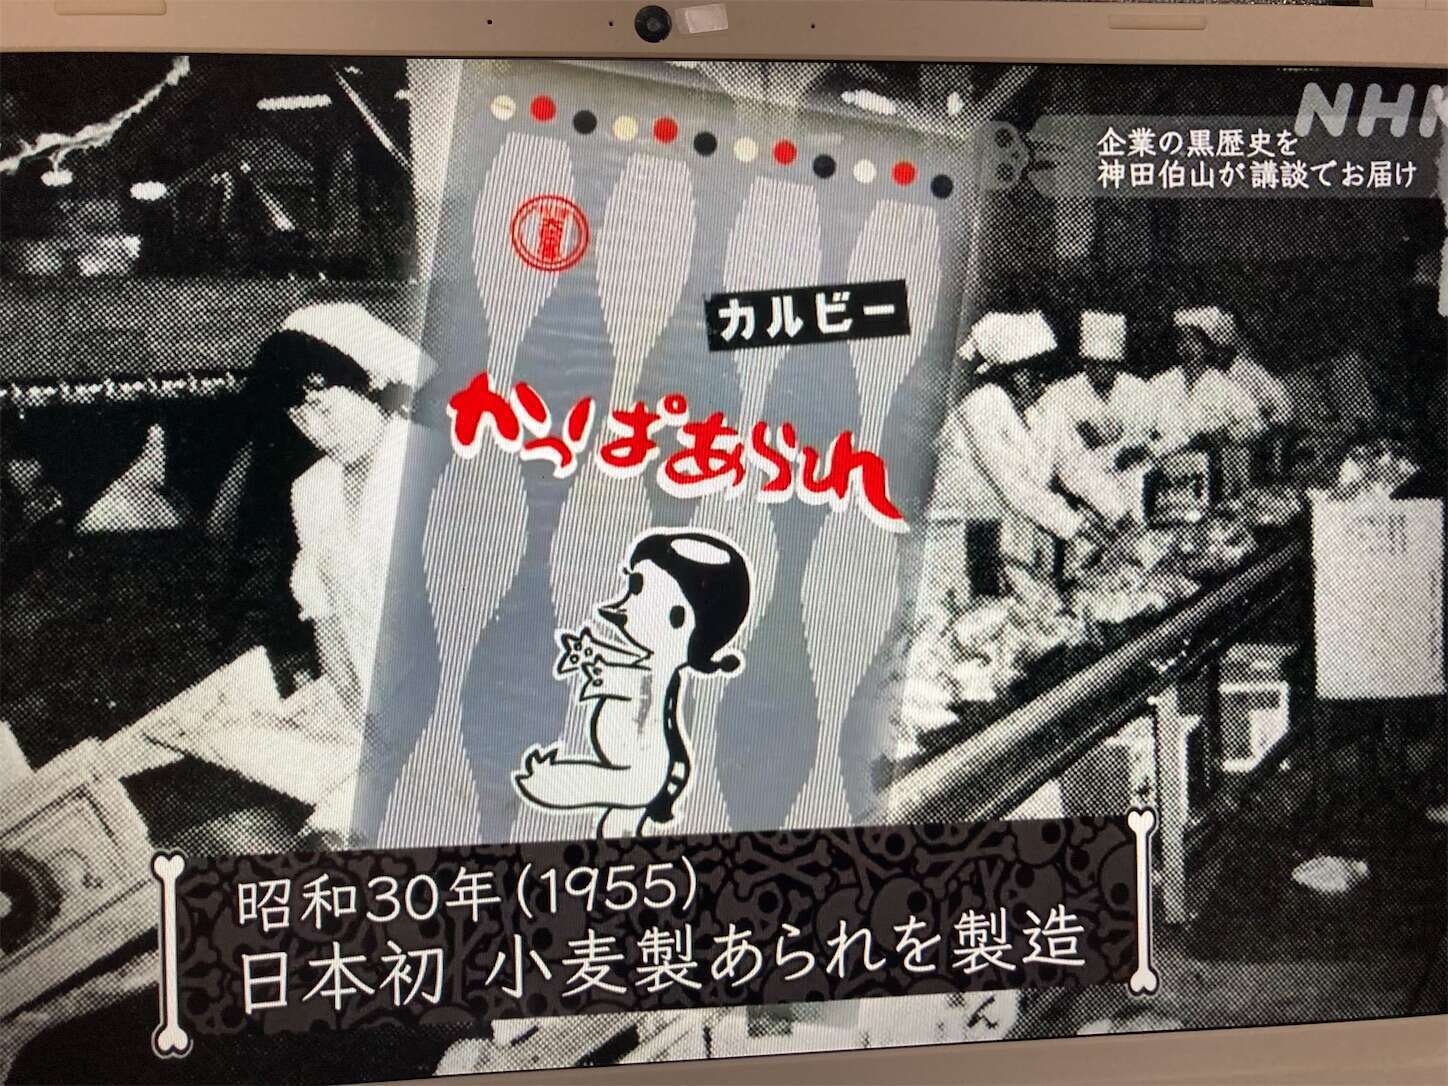 NHK
企業の黒歴史を
神田伯山が講談でお届け
カルビー
かっぱあられ
昭和30年(1955)
日本初 小麦製あられを製造
ん